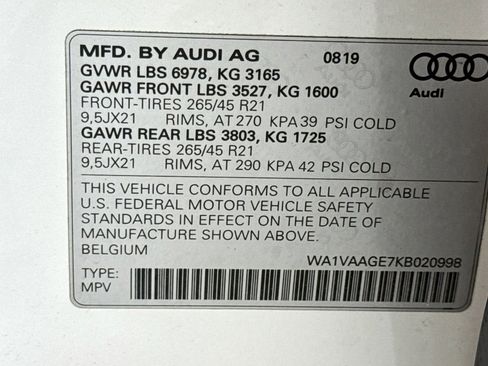 MFD. BY AUDI AG 0819
GVWR LBS 6978, KG 3165
GAWR FRONT LBS 3527, KG 1600
FRONT-TIRES 265/45 R21
9,5JX21 RIMS, AT 270 KPA 39 PSI COLD
GAWR REAR LBS 3803, KG 1725
REAR-TIRES 265/45 R21
9,5JX21 RIMS, AT 290 KPA 42 PSI COLD
Audi
THIS VEHICLE CONFORMS TO ALL APPLICABLE
U.S. FEDERAL MOTOR VEHICLE SAFETY
STANDARDS IN EFFECT ON THE DATE OF
MANUFACTURE SHOWN ABOVE.
BELGIUM
WA1VAAGE7KB020998
TYPE:
MPV